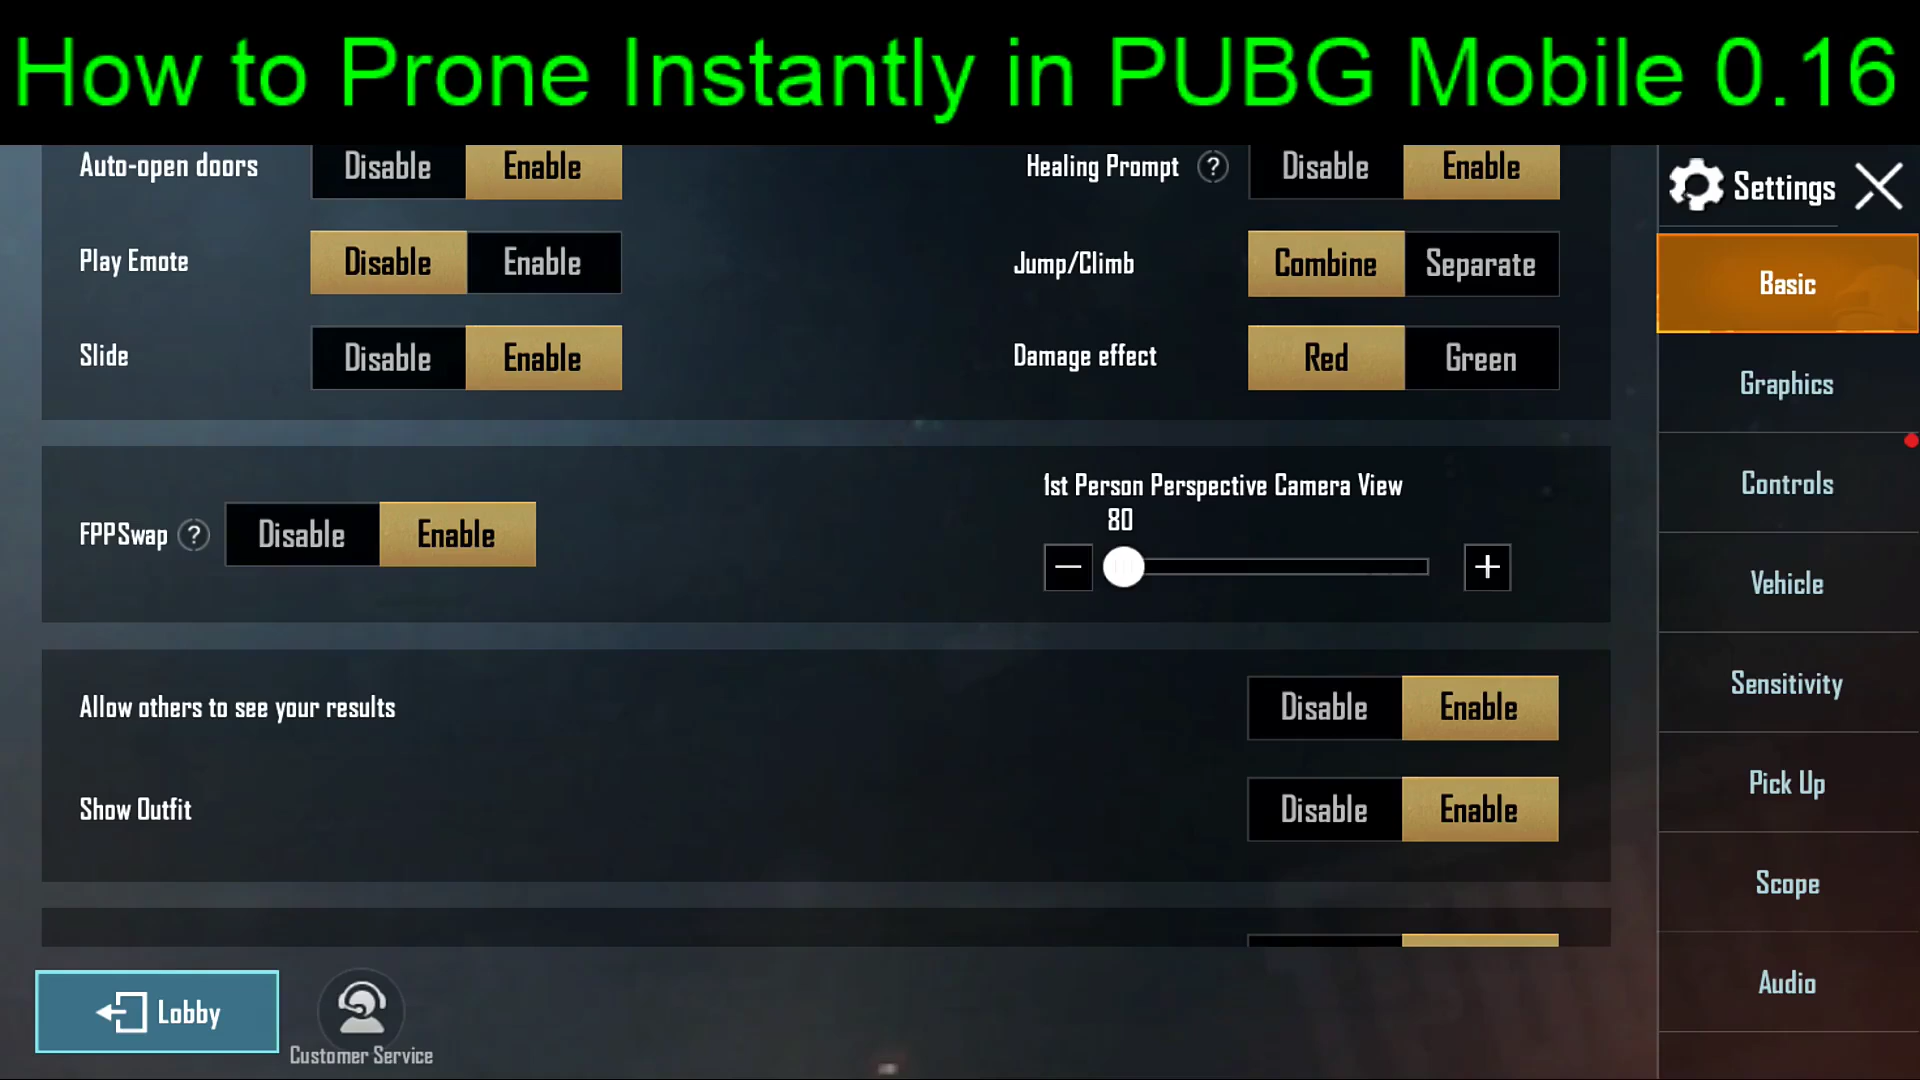 How to Prone Instantly in PUBG Mobile 0.16
Auto-open doors Disable Enable Healing Prompt ? Disable Enable
Settings
Play Emote Disable Enable Jump/Climb Combine Separate
Basic
Slide Disable Enable Damage effect Red Green
Graphics
1st Person Perspective Camera View
Controls
80
FPPSwap ? Disable Enable
Vehicle
Allow others to see your results Disable Enable
Sensitivity
Show Outfit Disable Enable
Pick Up
Scope
Audio
Lobby
Customer Service